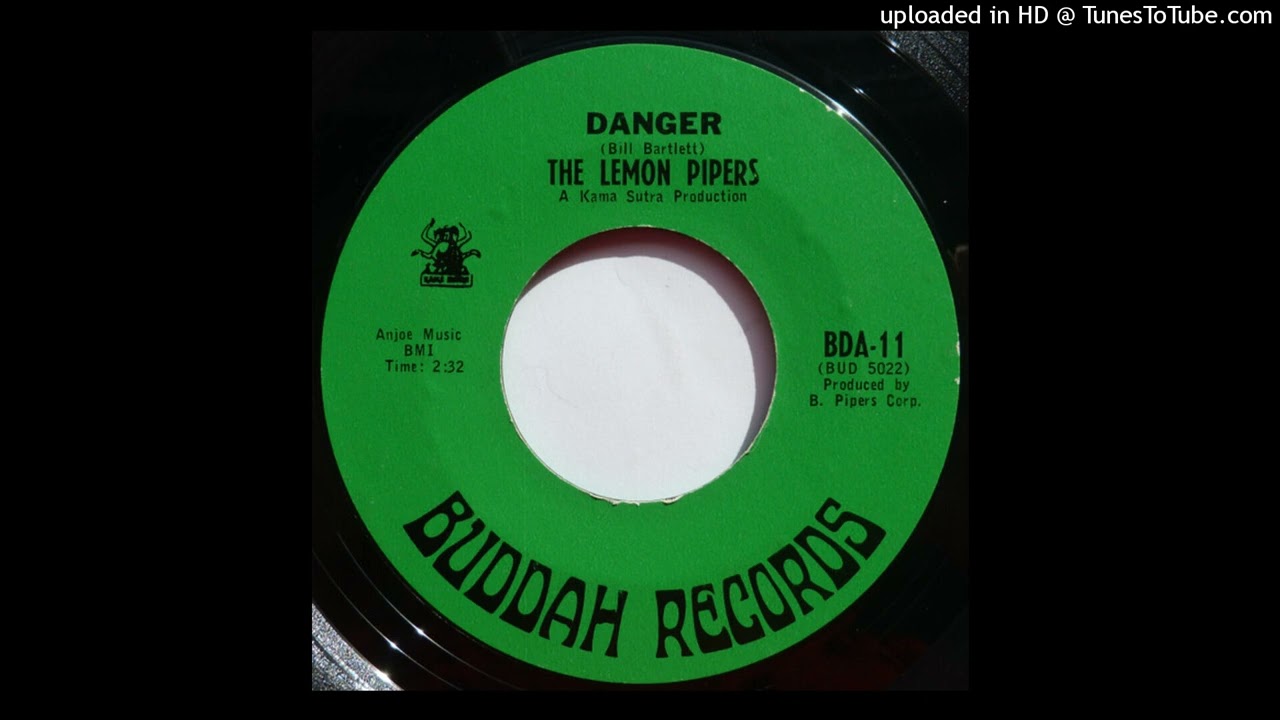 uploaded in HD @ TunesToTube.com
DANGER
(Bill Bartlett)
THE LEMON PIPERS
A Kama Sutra Production
Anjoe Music
BMI
Time: 2:32
BDA-11
(BUD 5022)
Produced by
B. Pipers Corp.
BUDDAH RECORDS